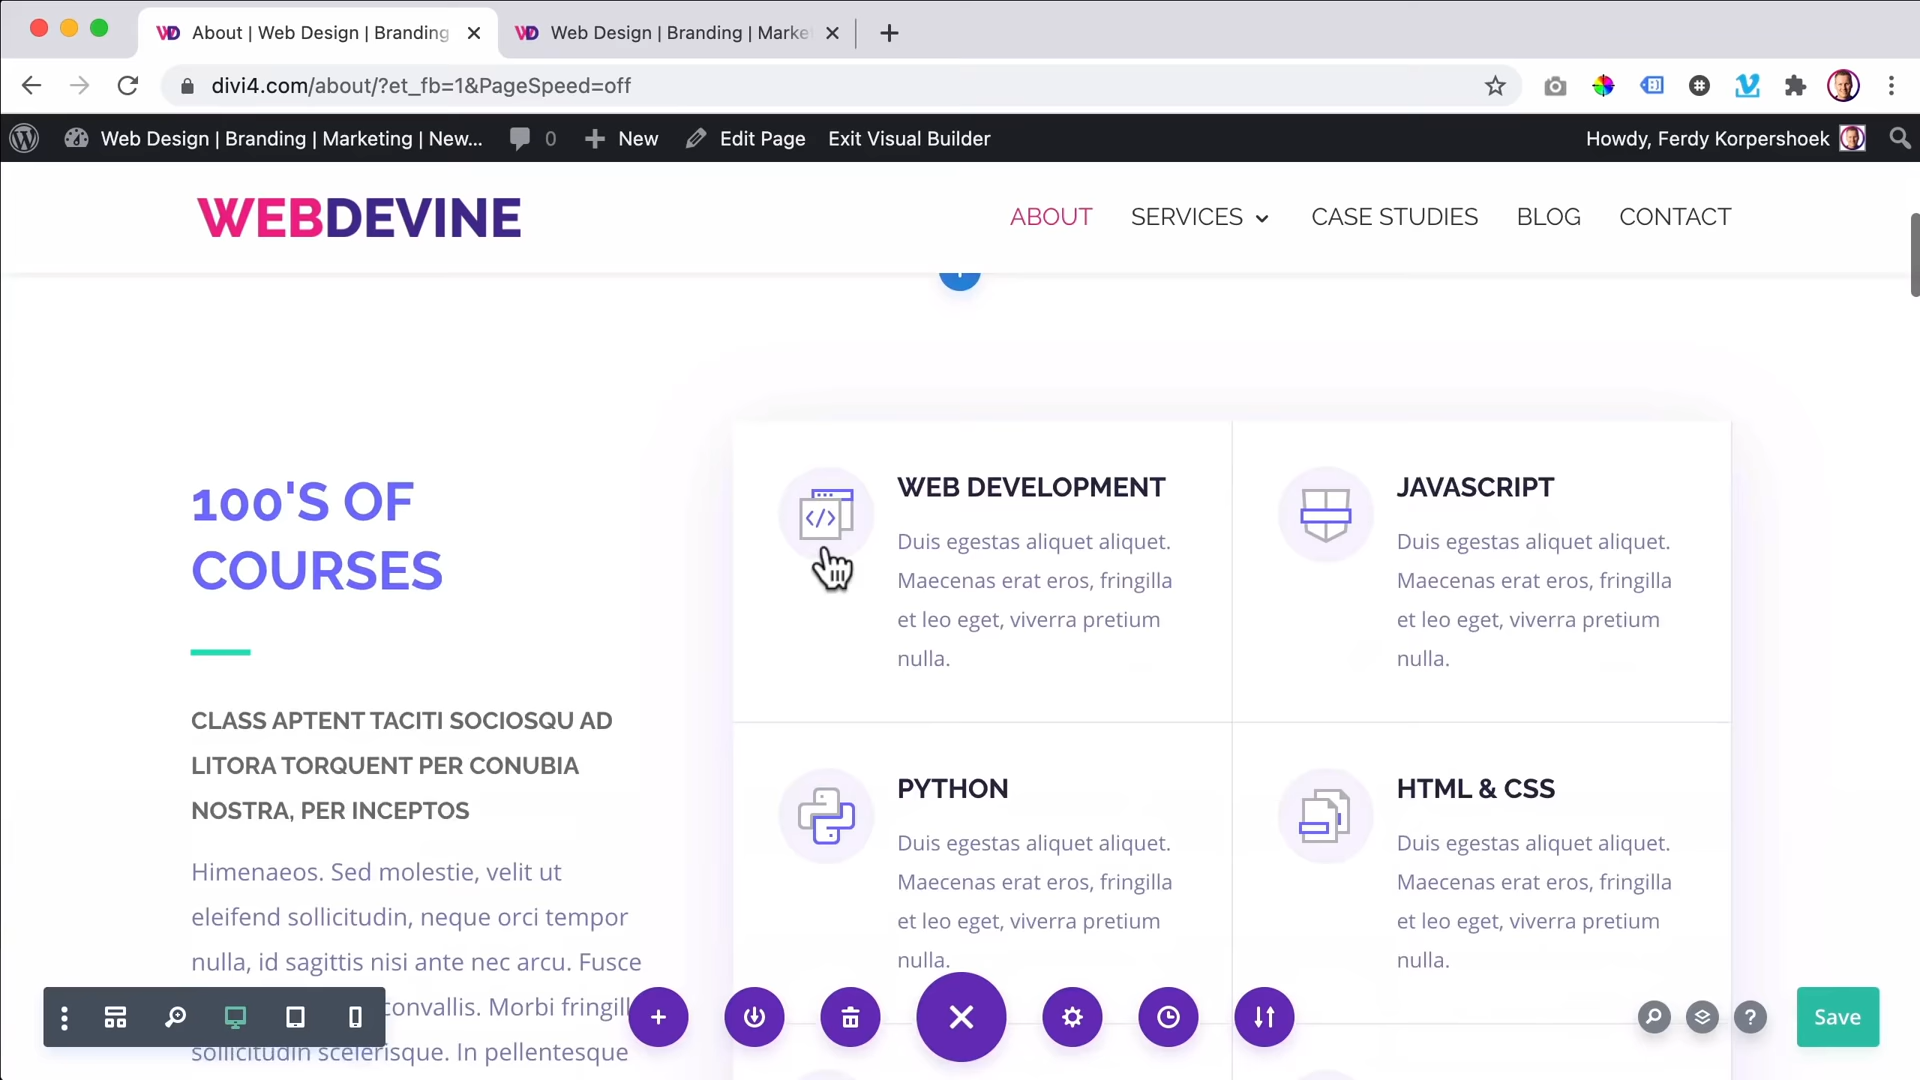 About | Web Design | Branding
Web Design | Branding | Marke
divi4.com/about/?et_fb=1&PageSpeed=off
Web Design | Branding | Marketing | New...
0
New
Edit Page
Exit Visual Builder
Howdy, Ferdy Korpershoek
WEBDEVINE
ABOUT
SERVICES
CASE STUDIES
BLOG
CONTACT
100'S OF
COURSES
CLASS APTENT TACITI SOCIOSQU AD
LITORA TORQUENT PER CONUBIA
NOSTRA, PER INCEPTOS
Himenaeos. Sed molestie, velit ut
eleifend sollicitudin, neque orci tempor
nulla, id sagittis nisi ante nec arcu. Fusce
convallis. Morbi fringill
sollicitudin scelerisque. In pellentesque
WEB DEVELOPMENT
Duis egestas aliquet aliquet.
Maecenas erat eros, fringilla
et leo eget, viverra pretium
nulla.
JAVASCRIPT
Duis egestas aliquet aliquet.
Maecenas erat eros, fringilla
et leo eget, viverra pretium
nulla.
PYTHON
Duis egestas aliquet aliquet.
Maecenas erat eros, fringilla
et leo eget, viverra pretium
nulla.
HTML & CSS
Duis egestas aliquet aliquet.
Maecenas erat eros, fringilla
et leo eget, viverra pretium
nulla.
Save